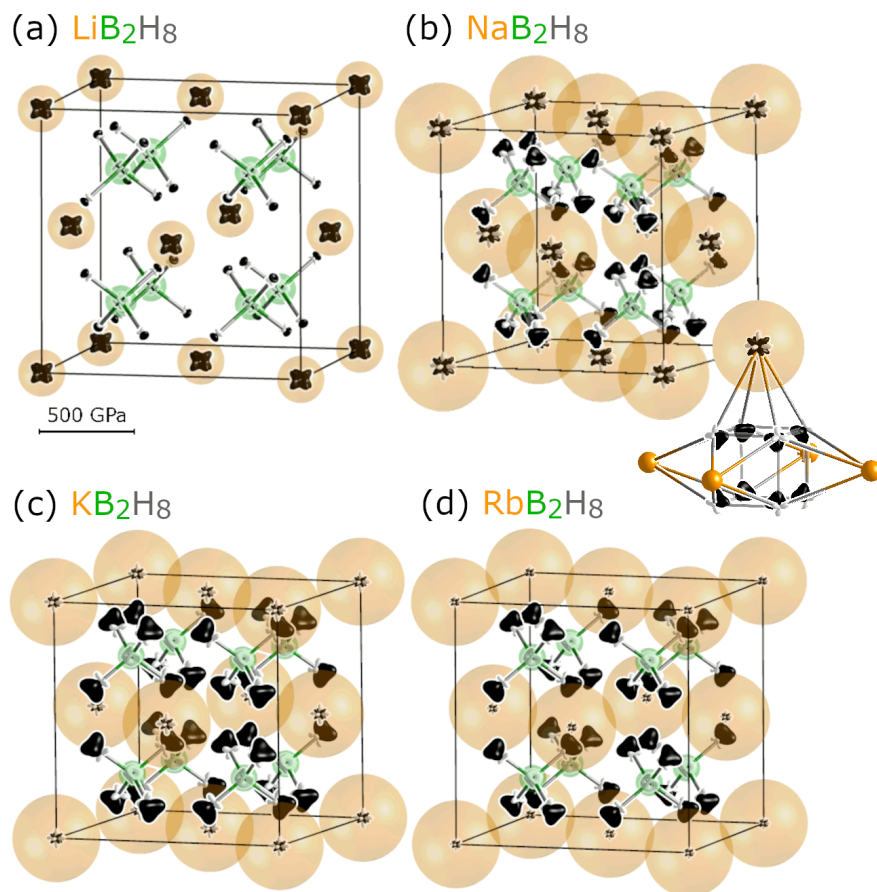 (a) LiB₂H₈
(b) NaB₂H₈
500 GPa
(c) KB₂H₈
(d) RbB₂H₈